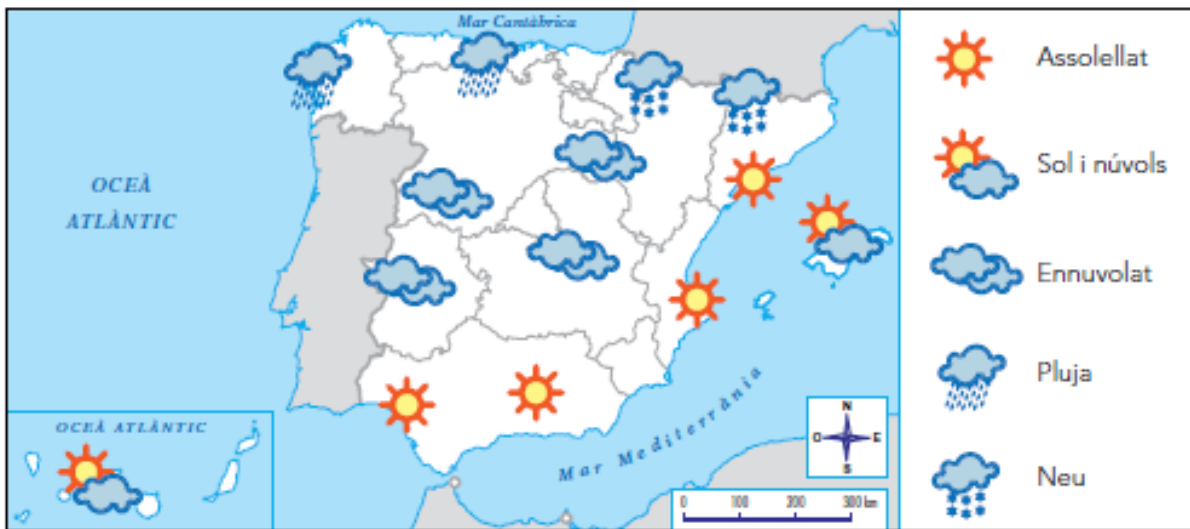 Mar Cantàbrica
OCEÀ
ATLÀNTIC
Mar Mediterrània
OCEÀ ATLÀNTIC
N
O E
S
0 100 200 300 km
Assolellat
Sol i núvols
Ennuvolat
Pluja
Neu